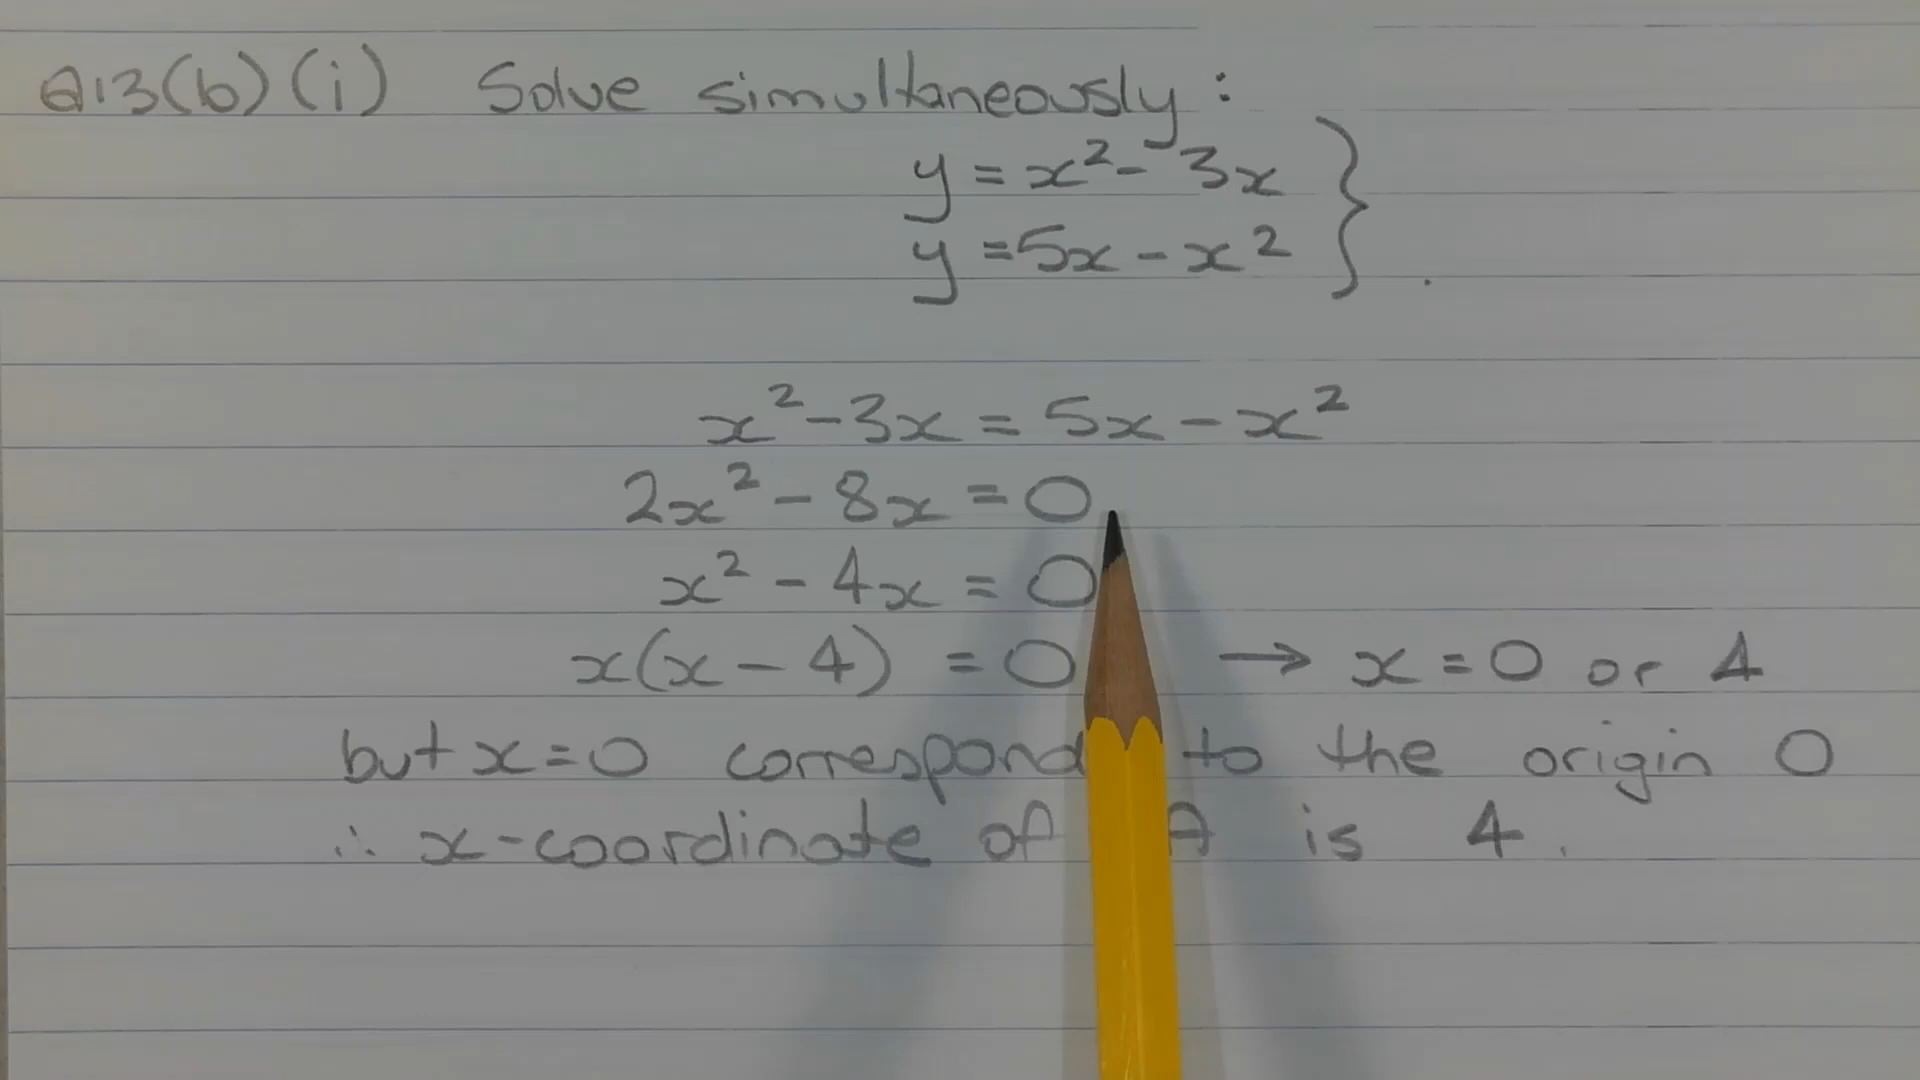 Q13(b)(i) Solve simultaneously:
y = x² - 3x
y = 5x - x²
x² - 3x = 5x - x²
2x² - 8x = 0
x² - 4x = 0
x(x - 4) = 0 → x = 0 or 4
but x = 0 correspond to the origin O
∴ x-coordinate of A is 4.